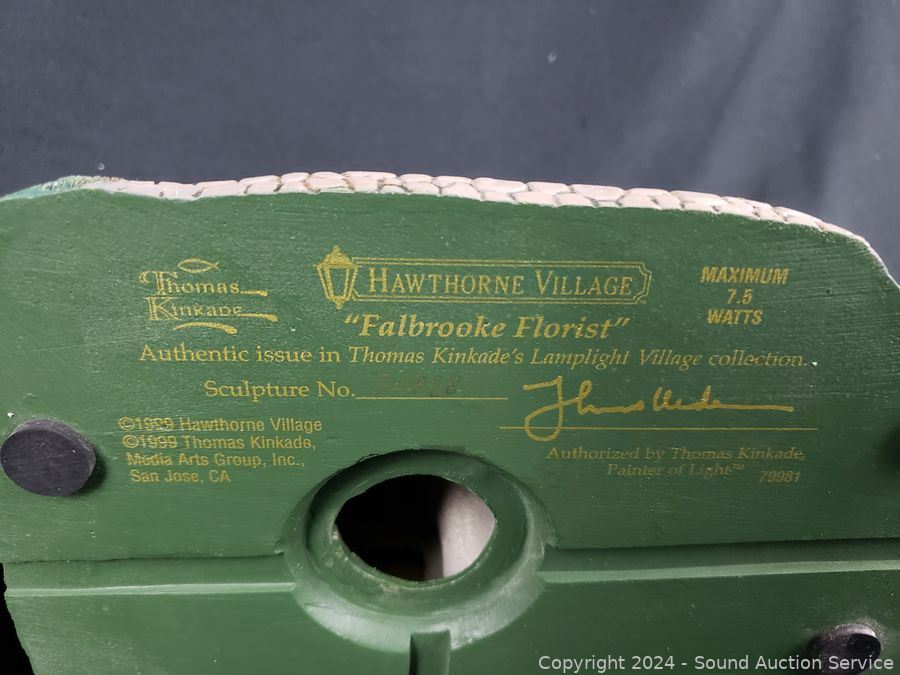 Thomas
Kinkade
HAWTHORNE VILLAGE
MAXIMUM
7.5
WATTS
"Falbrooke Florist"
Authentic issue in Thomas Kinkade's Lamplight Village collection.
Sculpture No.
©1999 Hawthorne Village
©1999 Thomas Kinkade,
Media Arts Group, Inc.,
San Jose, CA
Authorized by Thomas Kinkade,
Painter of Light™
79981
Copyright 2024 - Sound Auction Service